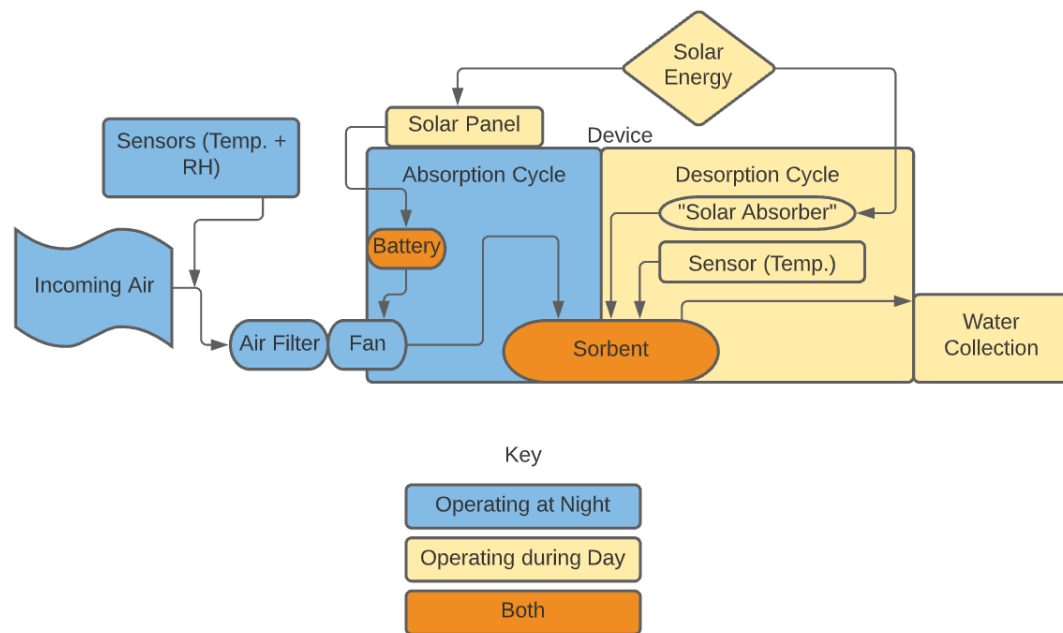 Solar
Energy
Solar Panel
Device
Sensors (Temp. +
RH)
Absorption Cycle
Desorption Cycle
"Solar Absorber"
Battery
Sensor (Temp.)
Incoming Air
Air Filter
Fan
Sorbent
Water
Collection
Key
Operating at Night
Operating during Day
Both